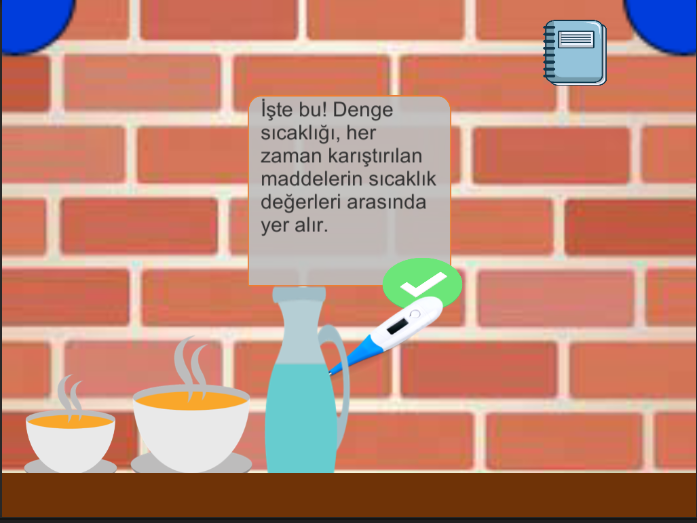 İşte bu! Denge
sıcaklığı, her
zaman karıştırılan
maddelerin sıcaklık
değerleri arasında
yer alır.